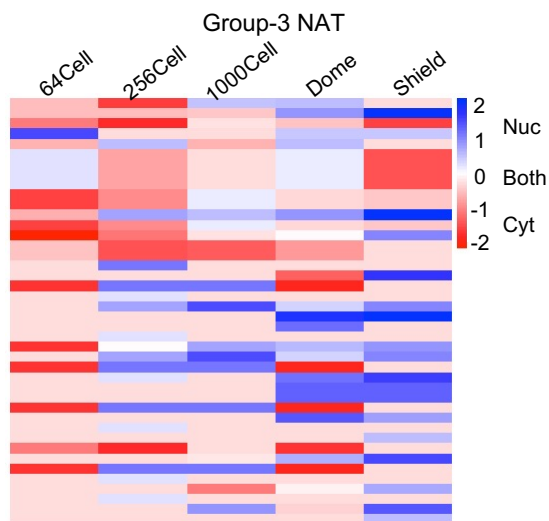 Group-3 NAT
64Cell 256Cell 1000Cell Dome Shield
2
1
0
-1
-2
Nuc
Both
Cyt